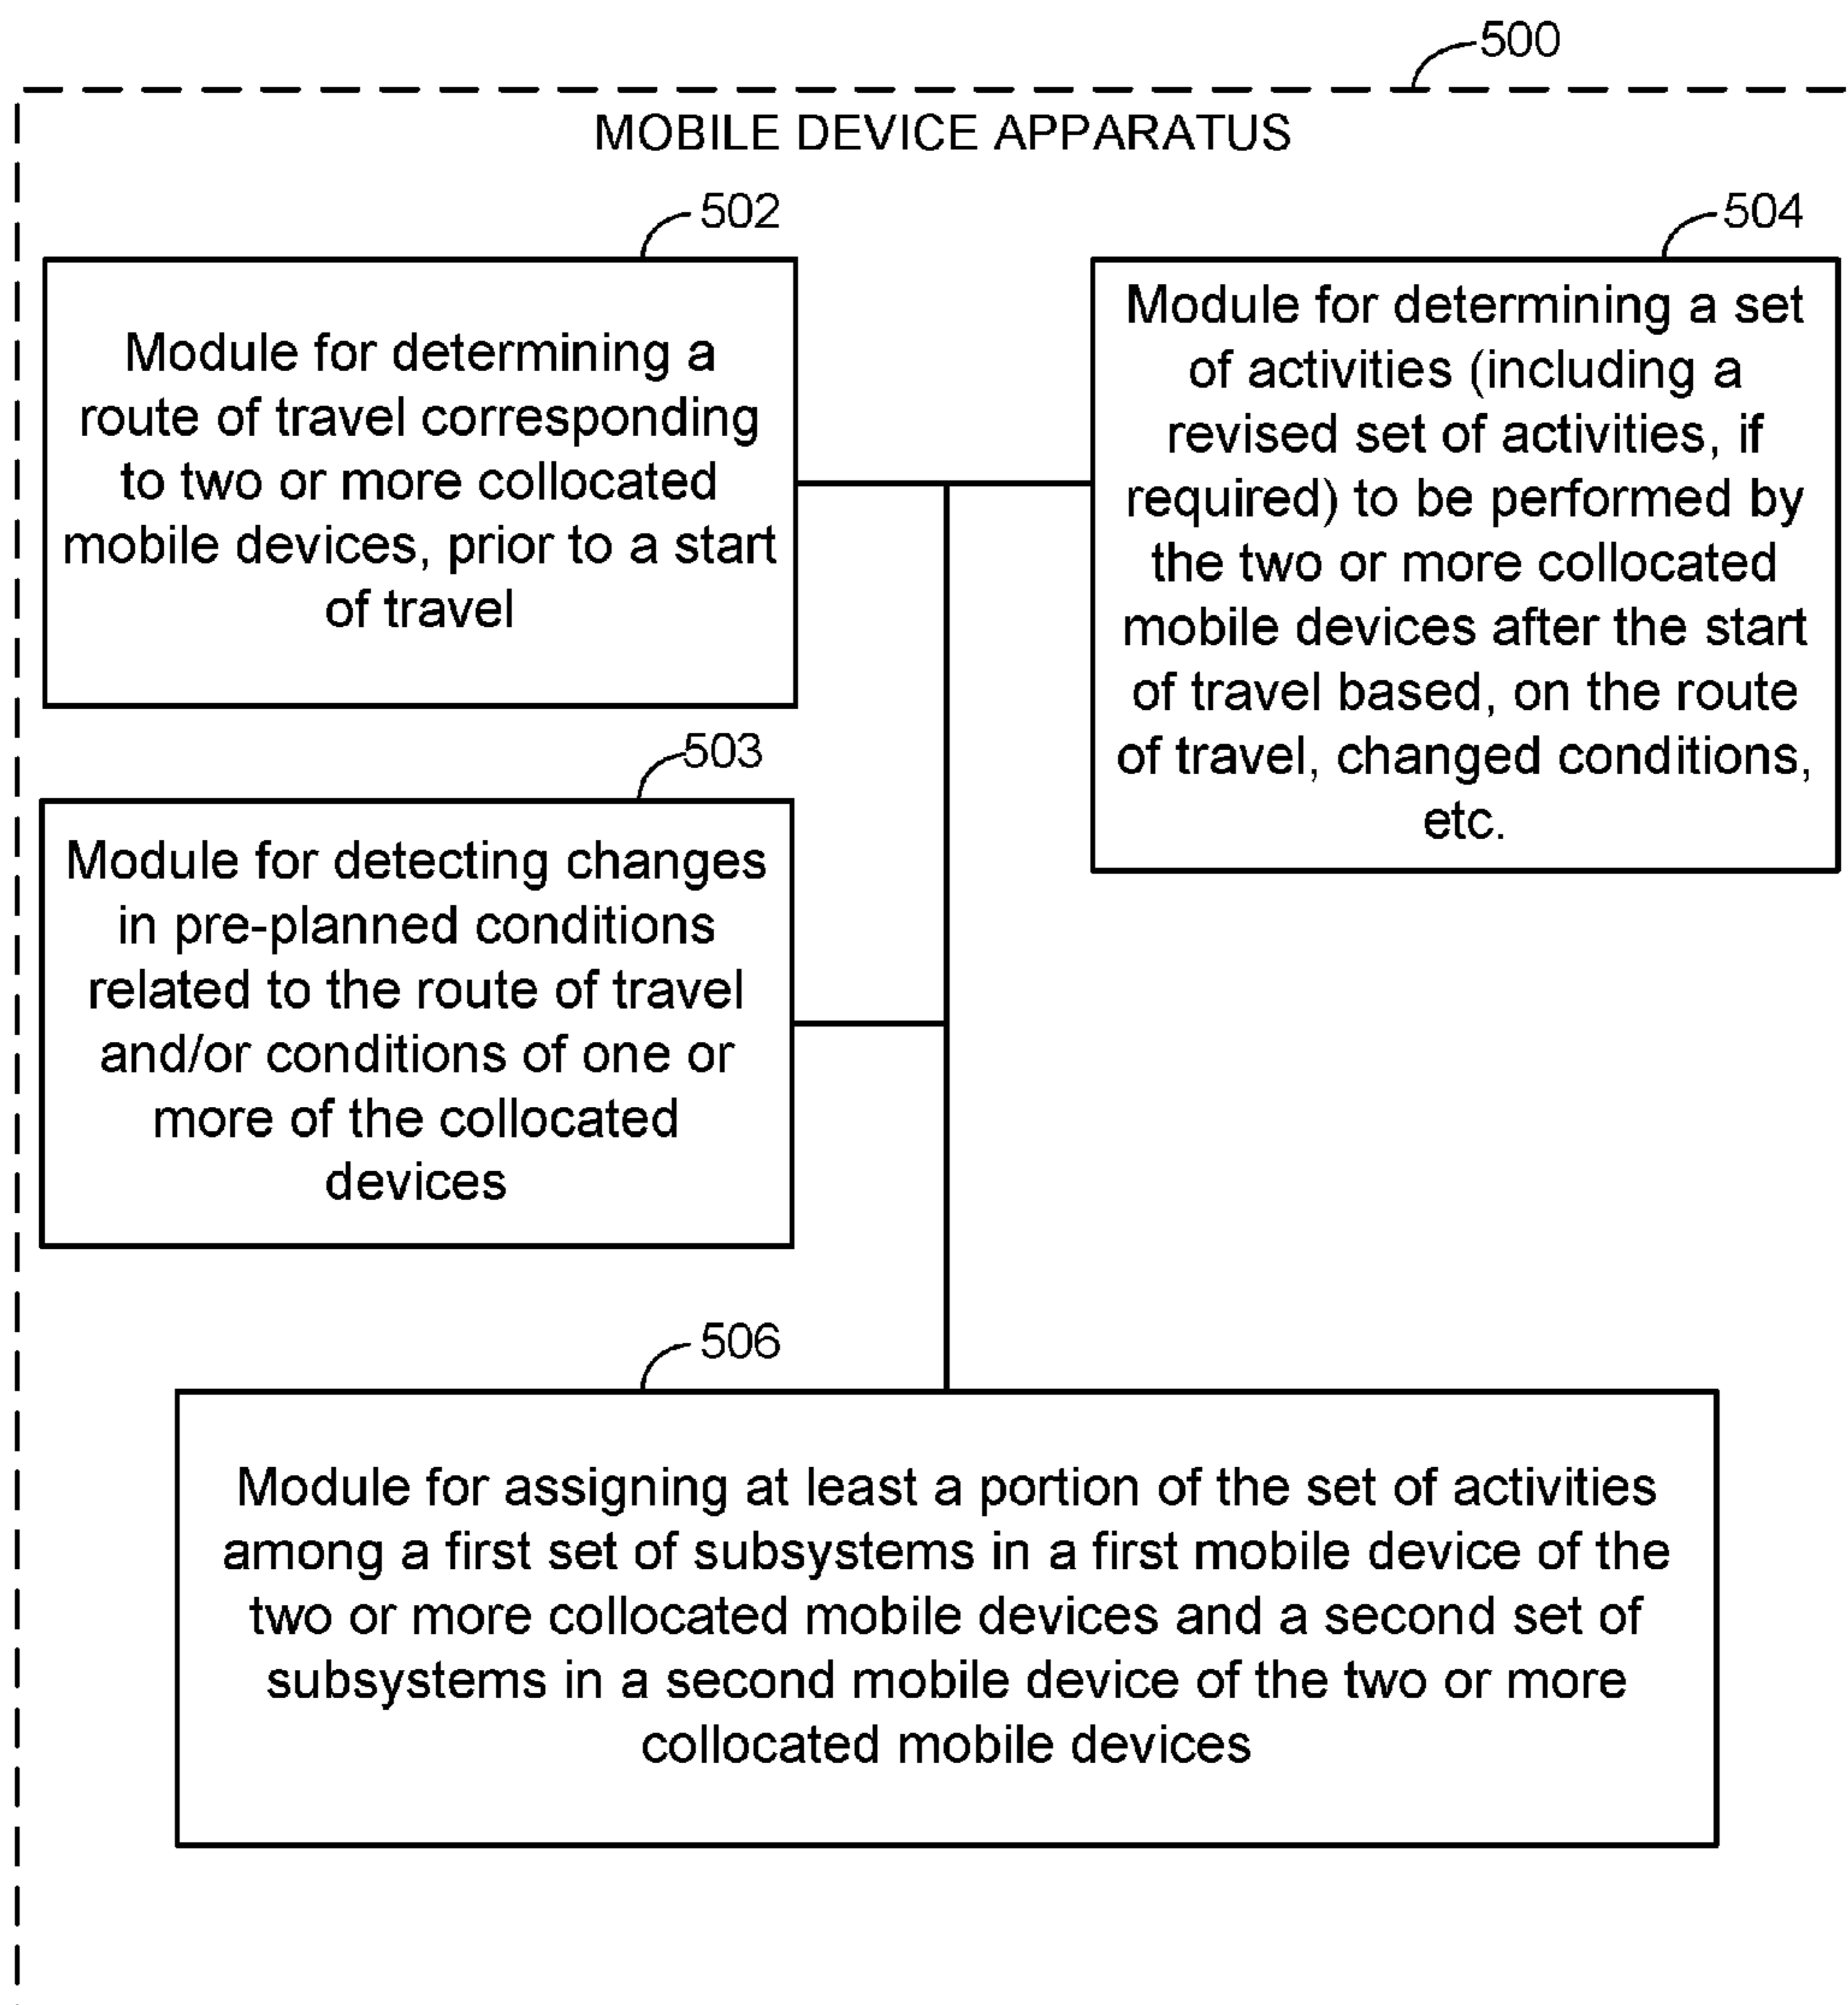 500
MOBILE DEVICE APPARATUS
502
Module for determining a
route of travel corresponding
to two or more collocated
mobile devices, prior to a start
of travel
504
Module for determining a set
of activities (including a
revised set of activities, if
required) to be performed by
the two or more collocated
mobile devices after the start
of travel based, on the route
of travel, changed conditions,
etc.
503
Module for detecting changes
in pre-planned conditions
related to the route of travel
and/or conditions of one or
more of the collocated
devices
506
Module for assigning at least a portion of the set of activities
among a first set of subsystems in a first mobile device of the
two or more collocated mobile devices and a second set of
subsystems in a second mobile device of the two or more
collocated mobile devices